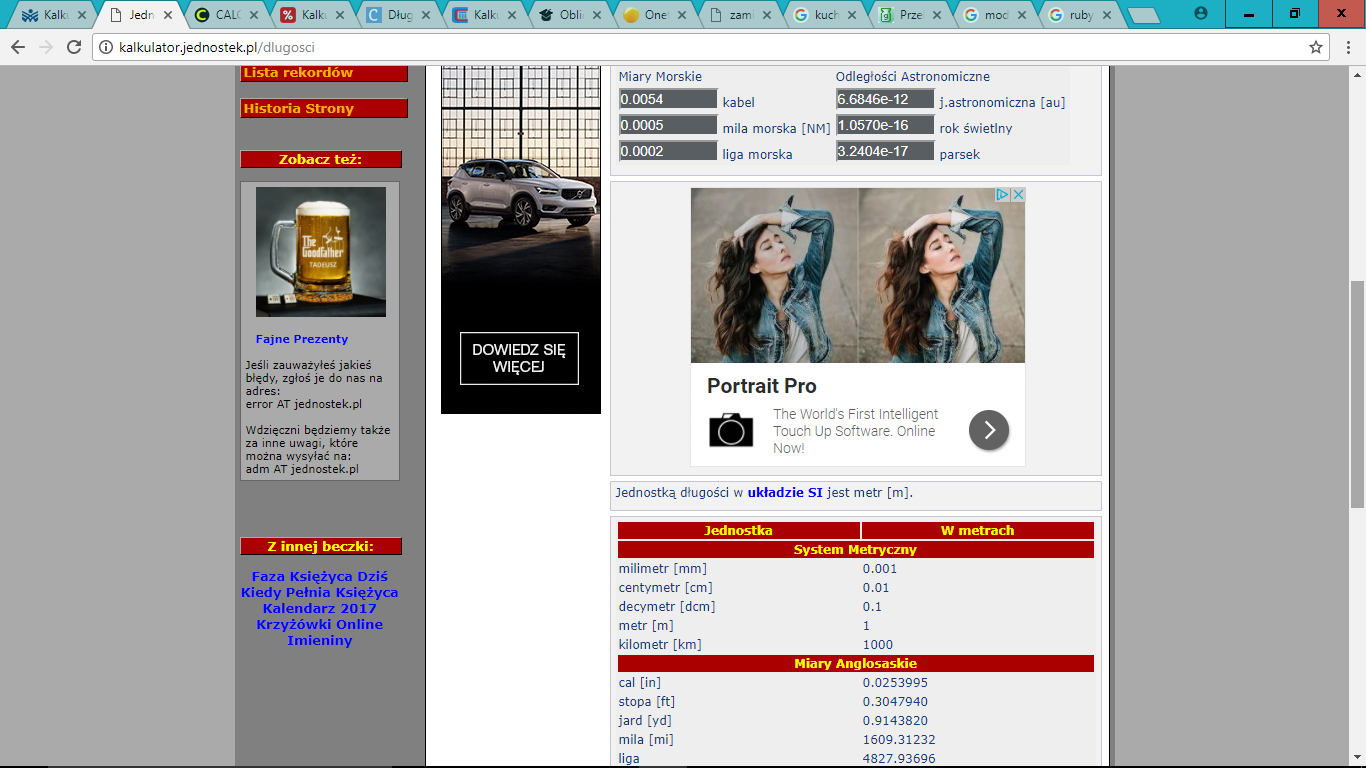 Kalku
Jedn
CALC
Kalku
Dług
Kalku
Oblic
One
zami
kuch
Prze
mod
ruby
kalkulator.jednostek.pl/dlugosci
Lista rekordów
Historia Strony
Zobacz też:
The Goodfather
TADEUSZ
Fajne Prezenty
Jeśli zauważyłeś jakieś
błędy, zgłoś je do nas na
adres:
error AT jednostek.pl
Wdzięczni będziemy także
za inne uwagi, które
można wysyłać na:
adm AT jednostek.pl
Z innej beczki:
Faza Księżyca Dziś
Kiedy Pełnia Księżyca
Kalendarz 2017
Krzyżówki Online
Imieniny
DOWIEDZ SIĘ
WIĘCEJ
Miary Morskie Odległości Astronomiczne
0.0054 kabel 6.6846e-12 j.astronomiczna [au]
0.0005 mila morska [NM] 1.0570e-16 rok świetlny
0.0002 liga morska 3.2404e-17 parsek
Portrait Pro
The World's First Intelligent
Touch Up Software. Online
Now!
Jednostką długości w układzie SI jest metr [m].
Jednostka W metrach
System Metryczny
milimetr [mm] 0.001
centymetr [cm] 0.01
decymetr [dcm] 0.1
metr [m] 1
kilometr [km] 1000
Miary Anglosaskie
cal [in] 0.0253995
stopa [ft] 0.3047940
jard [yd] 0.9143820
mila [mi] 1609.31232
liga 4827.93696